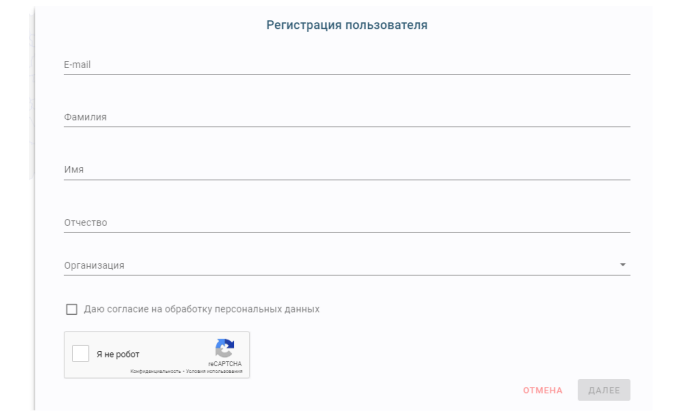 Регистрация пользователя
E-mail
Фамилия
Имя
Отчество
Организация
Даю согласие на обработку персональных данных
Я не робот
reCAPTCHA
Конфиденциальность - Условия использования
ОТМЕНА ДАЛЕЕ